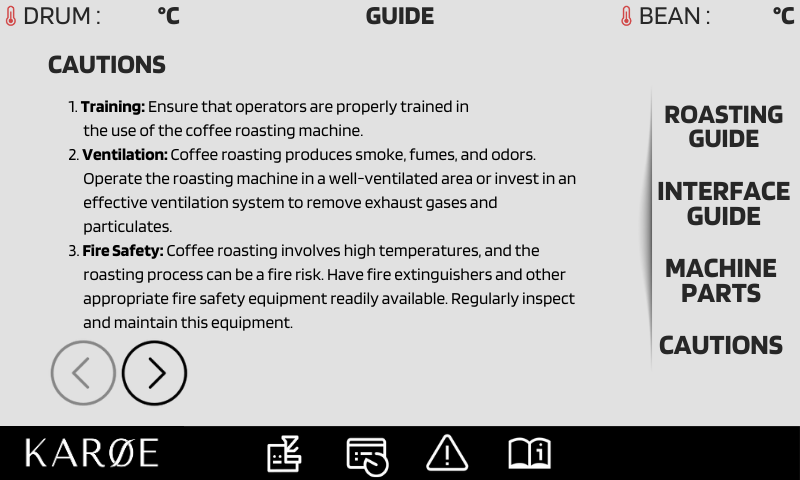 DRUM : °C
GUIDE
BEAN : °C
CAUTIONS
1. Training: Ensure that operators are properly trained in
the use of the coffee roasting machine.
2. Ventilation: Coffee roasting produces smoke, fumes, and odors.
Operate the roasting machine in a well-ventilated area or invest in an
effective ventilation system to remove exhaust gases and
particulates.
3. Fire Safety: Coffee roasting involves high temperatures, and the
roasting process can be a fire risk. Have fire extinguishers and other
appropriate fire safety equipment readily available. Regularly inspect
and maintain this equipment.
ROASTING
GUIDE
INTERFACE
GUIDE
MACHINE
PARTS
CAUTIONS
KARØE